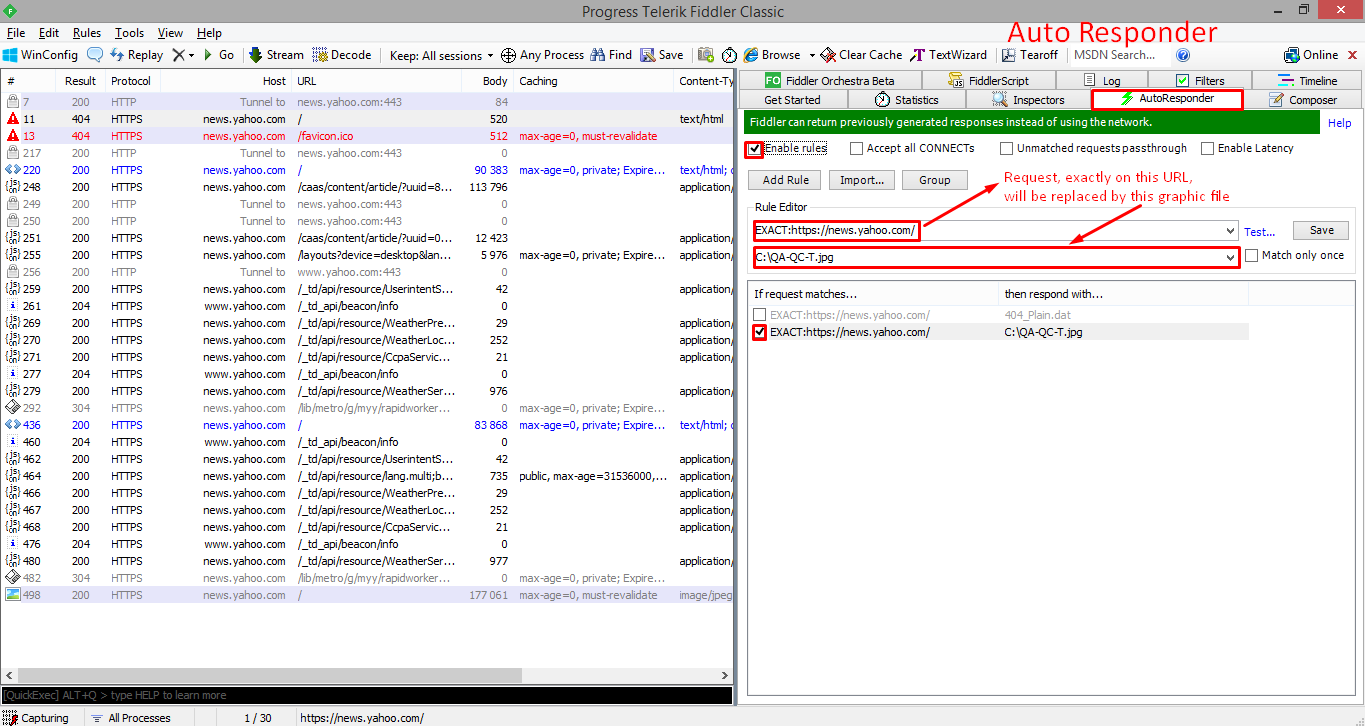 Progress Telerik Fiddler Classic
File Edit Rules Tools View Help
Auto Responder
WinConfig Replay Go Stream Decode Keep: All sessions Any Process Find Save Browse Clear Cache TextWizard Tearoff MSDN Search... Online
# Result Protocol Host URL Body Caching Content-Ty
7 200 HTTP Tunnel to news.yahoo.com:443 84
11 404 HTTPS news.yahoo.com / 520 text/html
13 404 HTTPS news.yahoo.com /favicon.ico 512 max-age=0, must-revalidate
217 200 HTTP Tunnel to news.yahoo.com:443 0
220 200 HTTPS news.yahoo.com / 90 383 max-age=0, private; Expire... text/html; c
248 200 HTTPS news.yahoo.com /caas/content/article/?uuid=8... 113 796 application/
249 200 HTTP Tunnel to news.yahoo.com:443 0
250 200 HTTP Tunnel to news.yahoo.com:443 0
251 200 HTTPS news.yahoo.com /caas/content/article/?uuid=0... 12 423 application/
255 200 HTTPS news.yahoo.com /layouts?device=desktop&lan... 5 976 max-age=0, private; Expire... application/
256 200 HTTP Tunnel to www.yahoo.com:443 0
259 200 HTTPS news.yahoo.com /_td/api/resource/UserintentS... 42 application/
261 204 HTTPS www.yahoo.com /_td_api/beacon/info 0
269 200 HTTPS news.yahoo.com /_td/api/resource/WeatherPre... 29 application/
270 200 HTTPS news.yahoo.com /_td/api/resource/WeatherLoc... 252 application/
271 200 HTTPS news.yahoo.com /_td/api/resource/CcpaServic... 21 application/
277 204 HTTPS www.yahoo.com /_td_api/beacon/info 0
279 200 HTTPS news.yahoo.com /_td/api/resource/WeatherSer... 976 application/
292 304 HTTPS news.yahoo.com /lib/metro/g/myy/rapidworker... 0 max-age=0, private; Expire...
436 200 HTTPS news.yahoo.com / 83 868 max-age=0, private; Expire... text/html; c
460 204 HTTPS www.yahoo.com /_td_api/beacon/info 0
462 200 HTTPS news.yahoo.com /_td/api/resource/UserintentS... 42 application/
464 200 HTTPS news.yahoo.com /_td/api/resource/lang.multi;b... 735 public, max-age=31536000,... application/
466 200 HTTPS news.yahoo.com /_td/api/resource/WeatherPre... 29 application/
467 200 HTTPS news.yahoo.com /_td/api/resource/WeatherLoc... 252 application/
468 200 HTTPS news.yahoo.com /_td/api/resource/CcpaServic... 21 application/
476 204 HTTPS www.yahoo.com /_td_api/beacon/info 0
480 200 HTTPS news.yahoo.com /_td/api/resource/WeatherSer... 977 application/
482 304 HTTPS news.yahoo.com /lib/metro/g/myy/rapidworker... 0 max-age=0, private; Expire...
498 200 HTTPS news.yahoo.com / 177 061 max-age=0, must-revalidate image/jpeg
[QuickExec] ALT+Q > type HELP to learn more
Capturing All Processes 1 / 30 https://news.yahoo.com/
FO Fiddler Orchestra Beta FiddlerScript Log Filters Timeline
Get Started Statistics Inspectors AutoResponder Composer
Fiddler can return previously generated responses instead of using the network. Help
Enable rules Accept all CONNECTs Unmatched requests passthrough Enable Latency
Add Rule Import... Group
Request, exactly on this URL,
will be replaced by this graphic file
Rule Editor
EXACT:https://news.yahoo.com/ Test... Save
C:\QA-QC-T.jpg Match only once
If request matches... then respond with...
EXACT:https://news.yahoo.com/ 404_Plain.dat
EXACT:https://news.yahoo.com/ C:\QA-QC-T.jpg